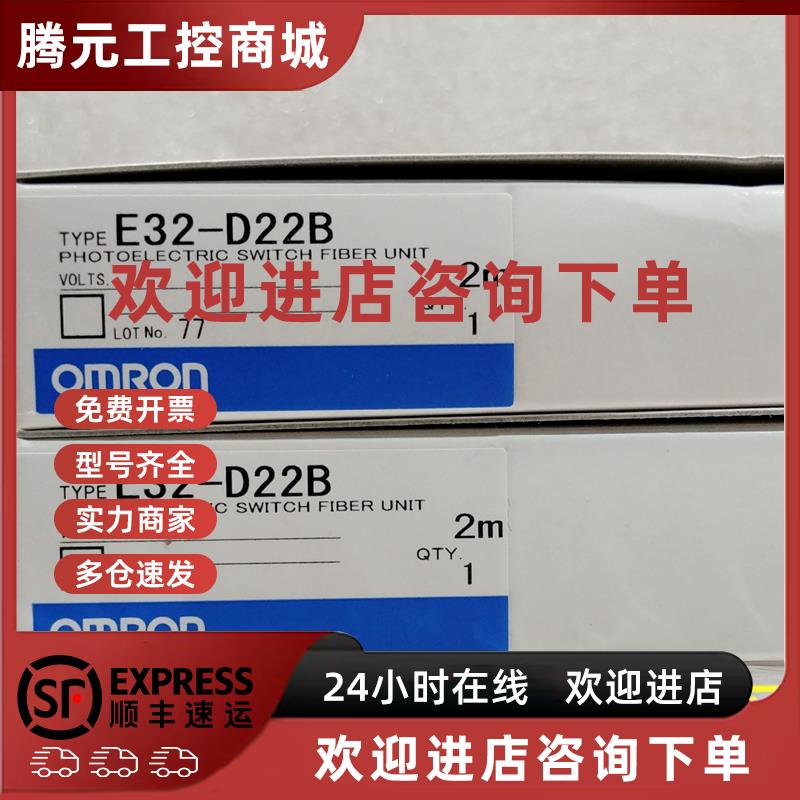 腾元工控商城
TYPE E32-D22B
PHOTOELECTRIC SWITCH FIBER UNIT
VOLTS.
2m
欢迎进店咨询下单
QTY.
1
LOT No. 77
OMRON
免费开票
型号齐全
实力商家
多仓速发
TYPE E32-D22B
SWITCH FIBER UNIT
2m
QTY.
1
OMRON
SF EXPRESS
顺丰速运
24小时在线 欢迎进店
欢迎进店咨询下单